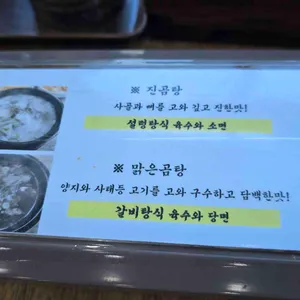 ※ 진곰탕
사골과 뼈를 고와 깊고 진한맛!
설렁탕식 육수와 소면
※ 맑은곰탕
양지와 사태등 고기를 고와 구수하고 담백한맛!
갈비탕식 육수와 당면